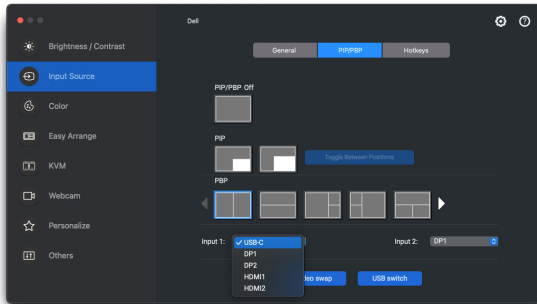 Dell
Brightness / Contrast
Input Source
Color
Easy Arrange
KVM
Webcam
Personalize
Others
General
PIP/PBP
Hotkeys
PIP/PBP Off
PIP
Toggle Between Positions
PBP
Input 1:
✓ USB-C
DP1
DP2
HDMI1
HDMI2
Input 2:
DP1
USB switch